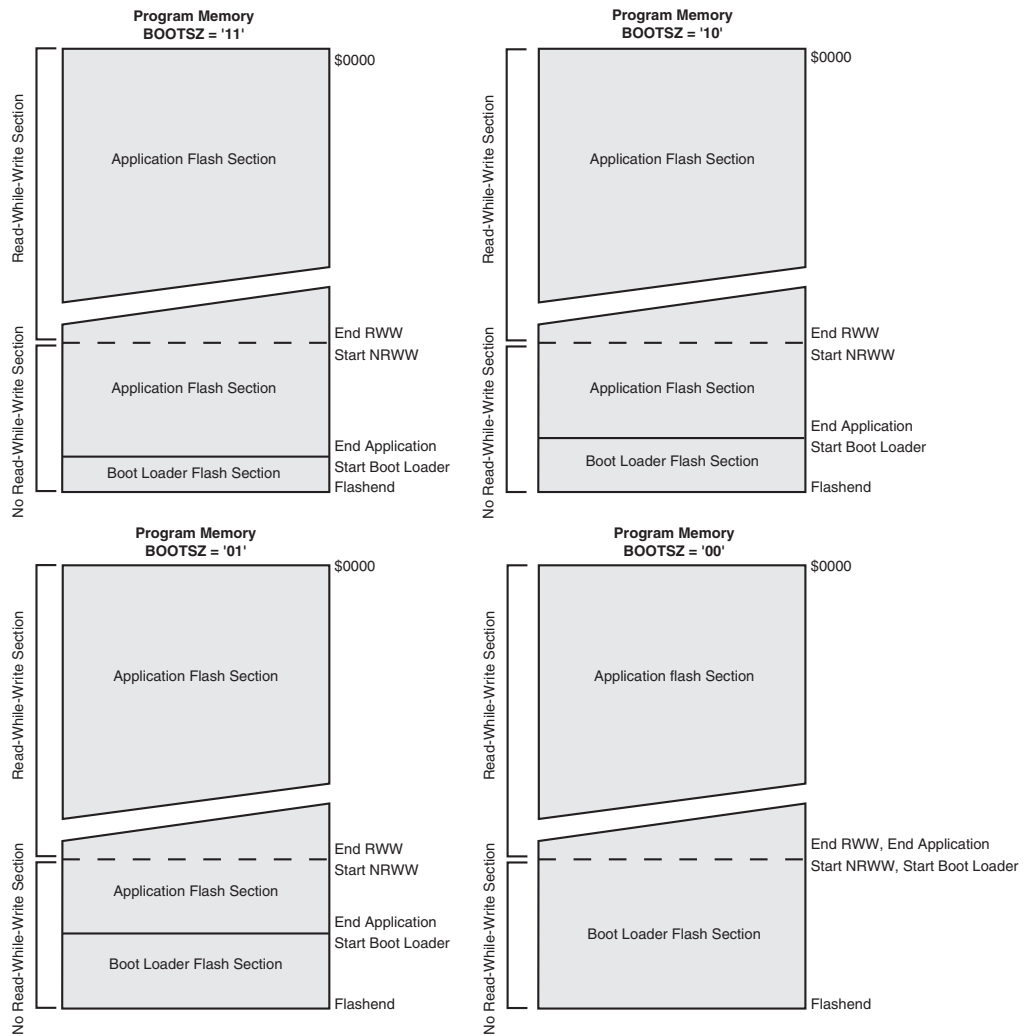 Program Memory
BOOTSZ = '11'
$0000
Read-While-Write Section
Application Flash Section
End RWW
Start NRWW
No Read-While-Write Section
Application Flash Section
End Application
Start Boot Loader
Boot Loader Flash Section
Flashend
Program Memory
BOOTSZ = '10'
$0000
Read-While-Write Section
Application Flash Section
End RWW
Start NRWW
No Read-While-Write Section
Application Flash Section
End Application
Start Boot Loader
Boot Loader Flash Section
Flashend
Program Memory
BOOTSZ = '01'
$0000
Read-While-Write Section
Application Flash Section
End RWW
Start NRWW
No Read-While-Write Section
Application Flash Section
End Application
Start Boot Loader
Boot Loader Flash Section
Flashend
Program Memory
BOOTSZ = '00'
$0000
Read-While-Write Section
Application flash Section
End RWW, End Application
Start NRWW, Start Boot Loader
No Read-While-Write Section
Boot Loader Flash Section
Flashend